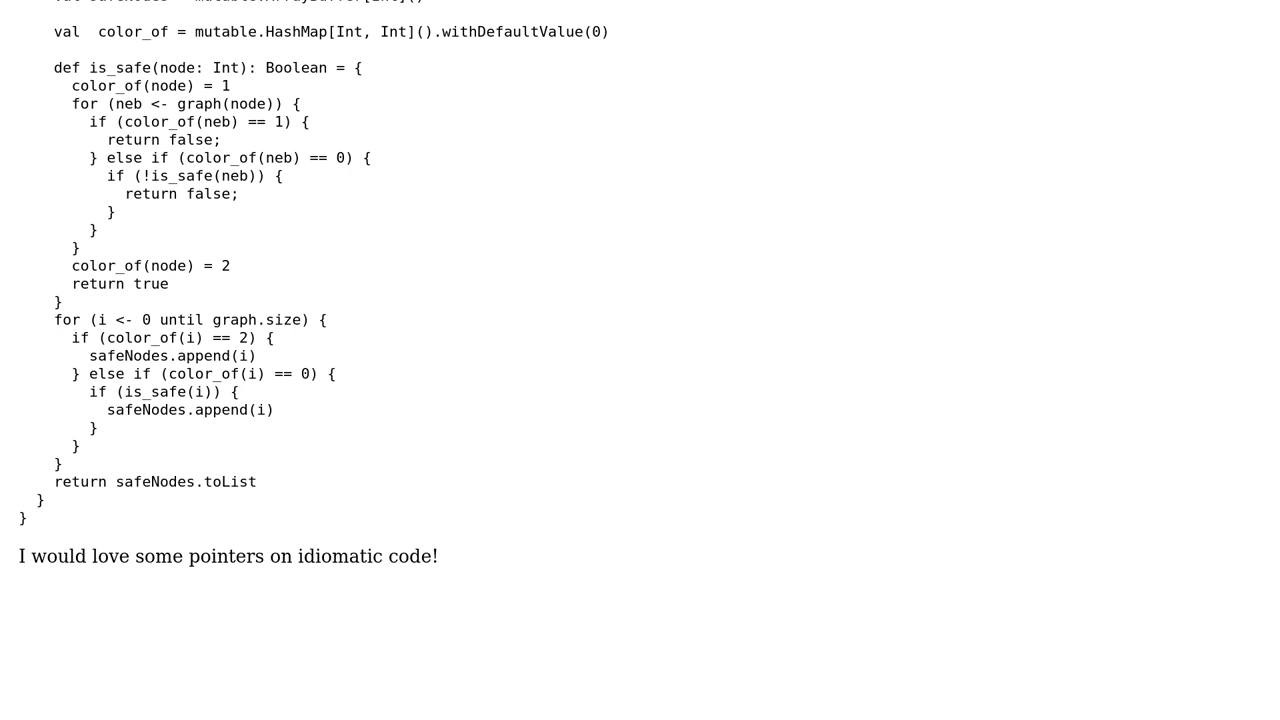 val  color_of = mutable.HashMap[Int, Int]().withDefaultValue(0)

    def is_safe(node: Int): Boolean = {
      color_of(node) = 1
      for (neb <- graph(node)) {
        if (color_of(neb) == 1) {
          return false;
        } else if (color_of(neb) == 0) {
          if (!is_safe(neb)) {
            return false;
          }
        }
      }
      color_of(node) = 2
      return true
    }
    for (i <- 0 until graph.size) {
      if (color_of(i) == 2) {
        safeNodes.append(i)
      } else if (color_of(i) == 0) {
        if (is_safe(i)) {
          safeNodes.append(i)
        }
      }
    }
    return safeNodes.toList
  }
}
I would love some pointers on idiomatic code!